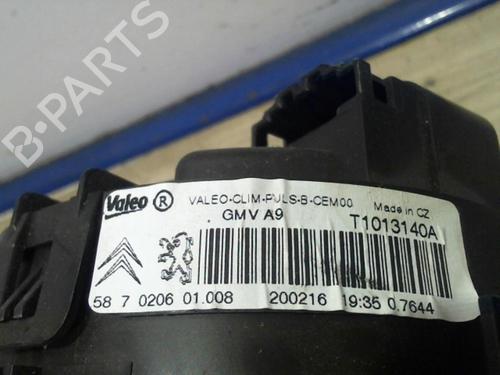 B-PARTS
Valeo ® VALEO-CLIM-PULS-B-CEM00 Made in CZ
GMV A9 T1013140A
58 7 0206 01.008 200216 19:35 0.7644